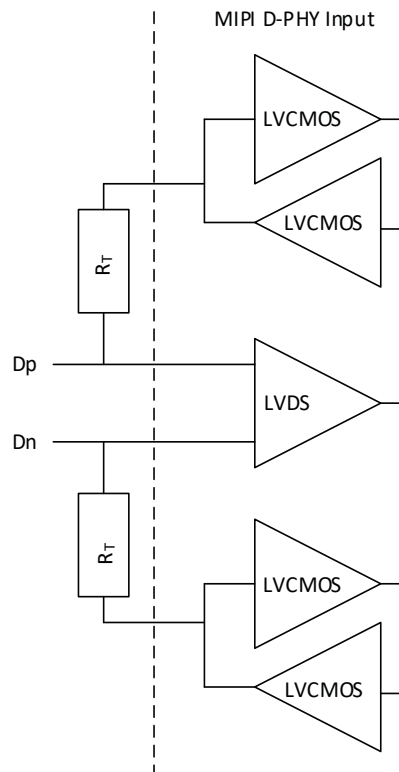 MIPI D-PHY Input
LVCMOS
LVCMOS
RT
Dp
LVDS
Dn
RT
LVCMOS
LVCMOS